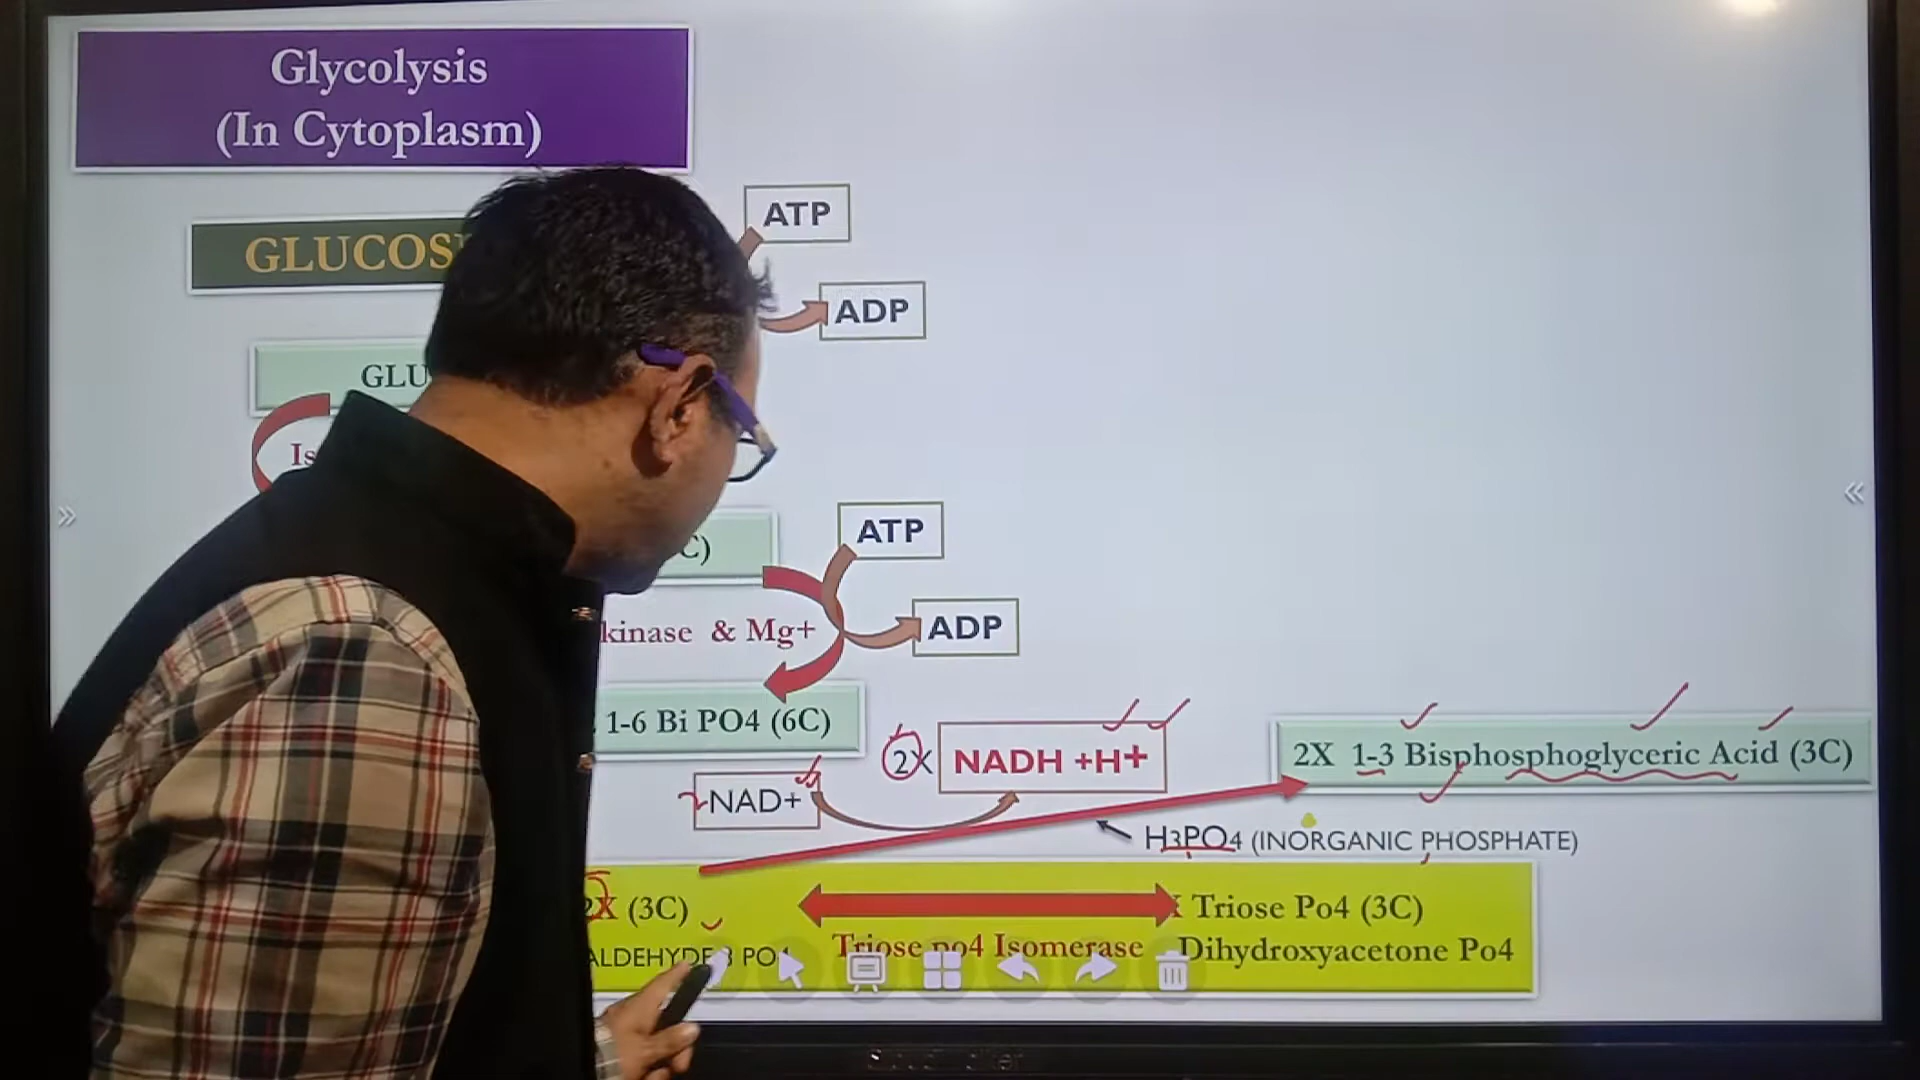 Glycolysis
(In Cytoplasm)
ATP
GLUCOS
ADP
GLU
Is
ATP
C)
kinase & Mg+
ADP
1-6 Bi PO4 (6C)
2X NADH +H+
2X 1-3 Bisphosphoglyceric Acid (3C)
2 NAD+
H3PO4 (INORGANIC PHOSPHATE)
2X (3C)
Triose Po4 (3C)
ALDEHYDE 3 PO4
Triose po4 Isomerase
Dihydroxyacetone Po4